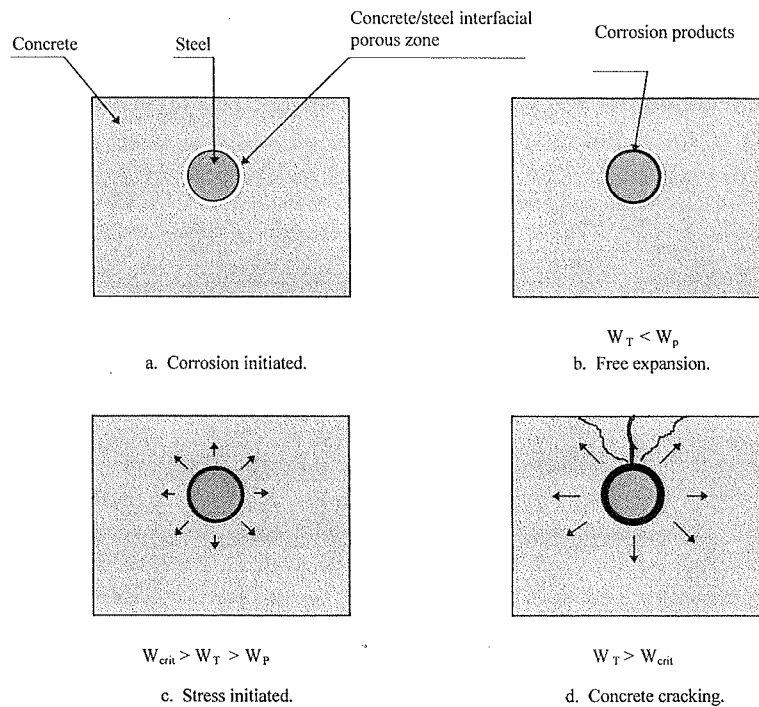 Concrete
Steel
Concrete/steel interfacial
porous zone
Corrosion products
a. Corrosion initiated.
W_T < W_p
b. Free expansion.
W_crit > W_T > W_P
c. Stress initiated.
W_T > W_crit
d. Concrete cracking.